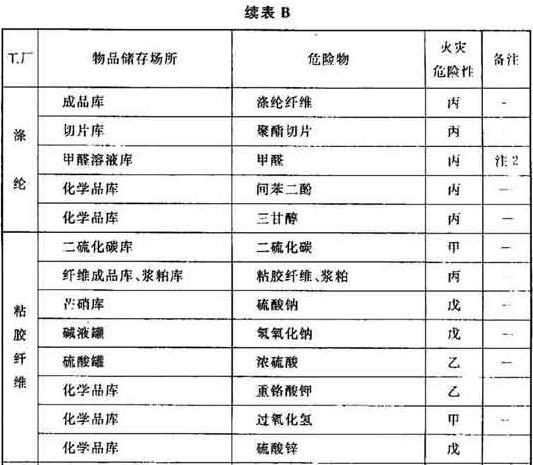 续表 B
工厂 物品储存场所 危险物 火灾危险性 备注
涤纶 成品库 涤纶纤维 丙 -
切片库 聚酯切片 丙
甲醛溶液库 甲醛 丙 注2
化学品库 间苯二酚 丙 —
化学品库 三甘醇 丙 —
粘胶纤维 二硫化碳库 二硫化碳 甲 —
纤维成品库、浆粕库 粘胶纤维、浆粕 丙 -
芒硝库 硫酸钠 戊 -
碱液罐 氢氧化钠 戊 —
硫酸罐 浓硫酸 乙 —
化学品库 重铬酸钾 乙
化学品库 过氧化氢 甲 -
化学品库 硫酸锌 戊